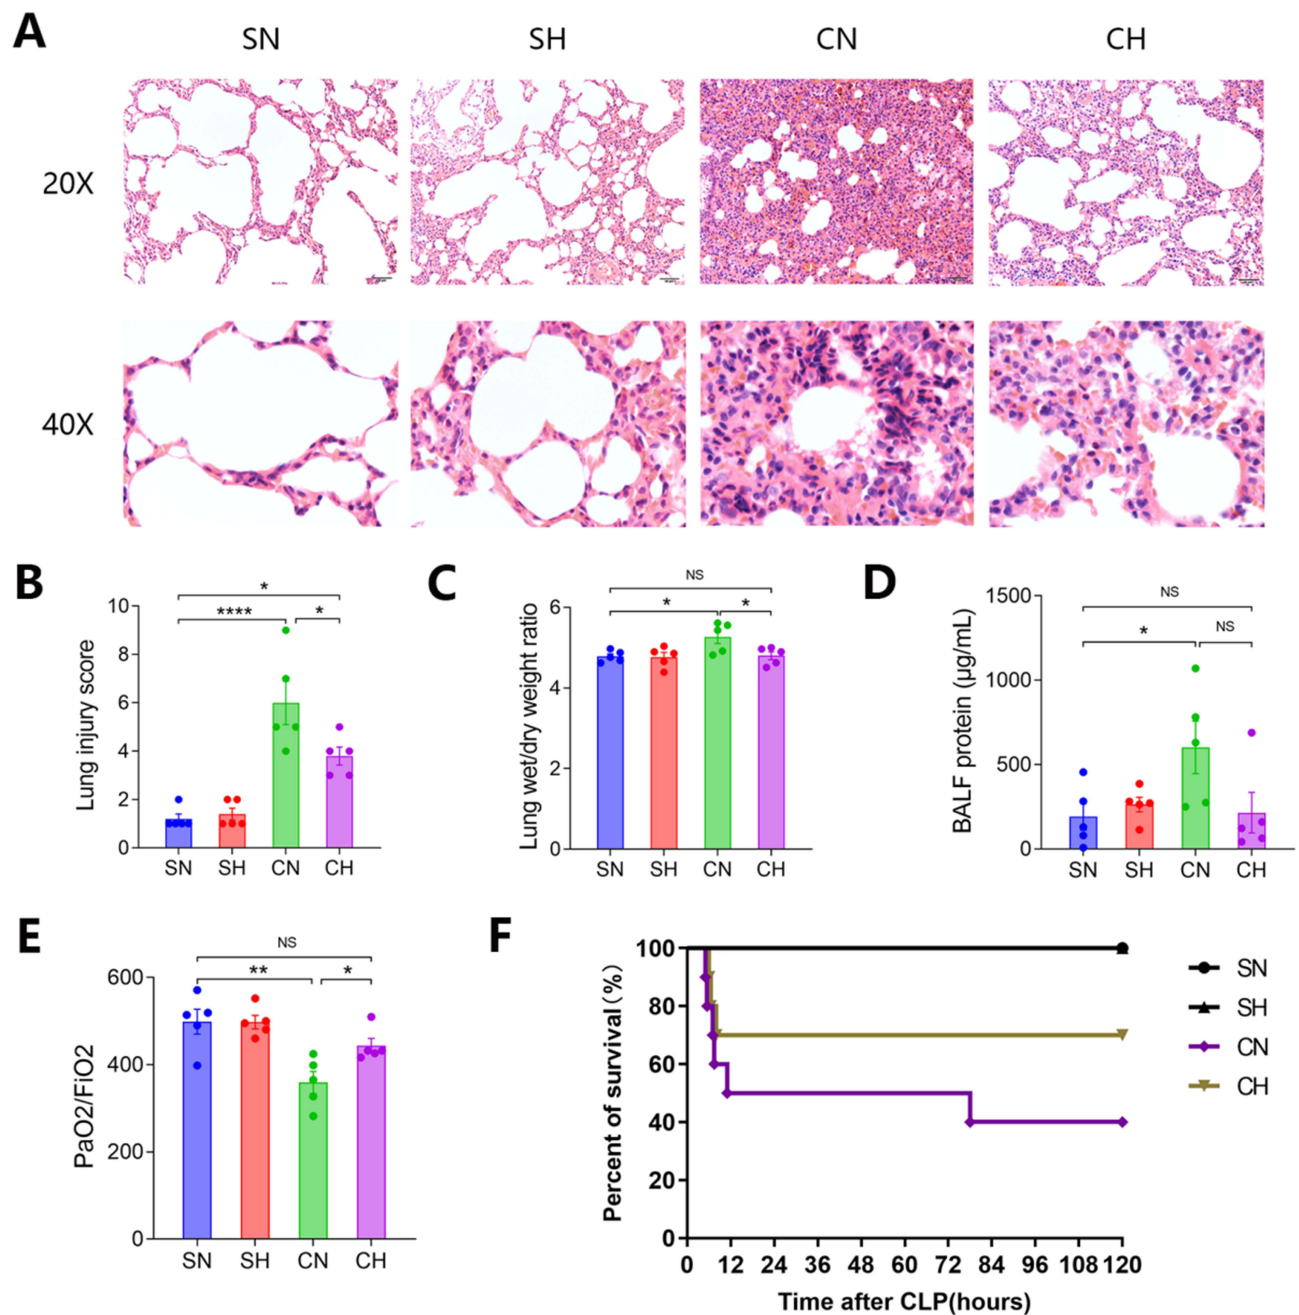 A
SN SH CN CH
20X
40X
B
Lung injury score
10
8
6
4
2
0
*
****
*
SN SH CN CH
C
Lung wet/dry weight ratio
6
4
2
0
NS
*
*
SN SH CN CH
D
BALF protein (μg/mL)
1500
1000
500
0
NS
*
NS
SN SH CN CH
E
PaO2/FiO2
600
400
200
0
NS
**
*
SN SH CN CH
F
Percent of survival (%)
100
80
60
40
20
0
0 12 24 36 48 60 72 84 96 108 120
Time after CLP(hours)
SN
SH
CN
CH